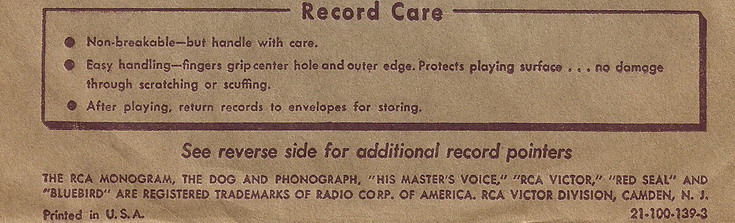 Record Care
● Non-breakable—but handle with care.
● Easy handling—fingers grip center hole and outer edge. Protects playing surface . . . no damage
through scratching or scuffing.
● After playing, return records to envelopes for storing.
See reverse side for additional record pointers
THE RCA MONOGRAM, THE DOG AND PHONOGRAPH, "HIS MASTER'S VOICE," "RCA VICTOR," "RED SEAL" AND
"BLUEBIRD" ARE REGISTERED TRADEMARKS OF RADIO CORP. OF AMERICA. RCA VICTOR DIVISION, CAMDEN, N. J.
Printed in U. S. A. 21-100-139-3